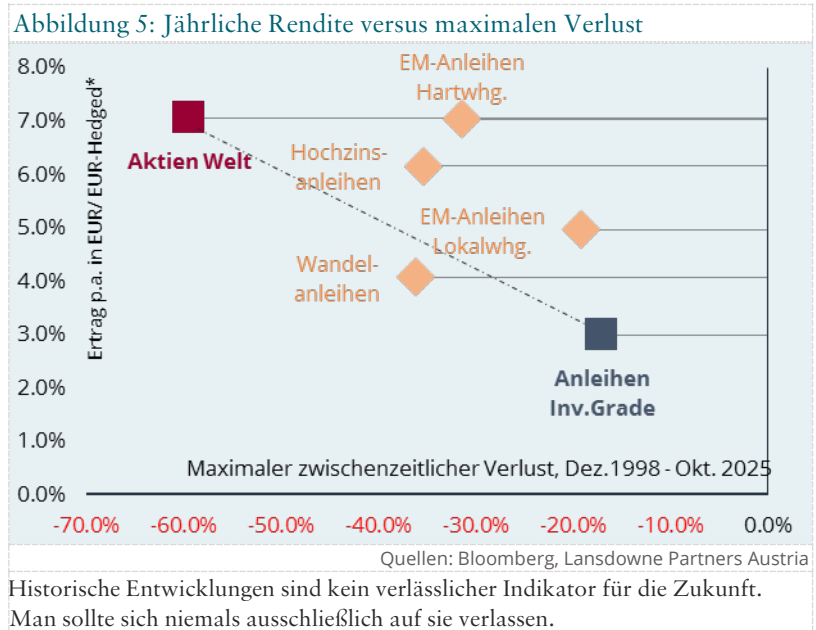 Abbildung 5: Jährliche Rendite versus maximalen Verlust
8.0%
7.0%
6.0%
5.0%
4.0%
3.0%
2.0%
1.0%
0.0%
Ertrag p.a. in EUR/ EUR-Hedged*
EM-Anleihen
Hartwhg.
Aktien Welt
Hochzins-
anleihen
EM-Anleihen
Lokalwhg.
Wandel-
anleihen
Anleihen
Inv.Grade
Maximaler zwischenzeitlicher Verlust, Dez.1998 - Okt. 2025
-70.0% -60.0% -50.0% -40.0% -30.0% -20.0% -10.0% 0.0%
Quellen: Bloomberg, Lansdowne Partners Austria
Historische Entwicklungen sind kein verlässlicher Indikator für die Zukunft.
Man sollte sich niemals ausschließlich auf sie verlassen.